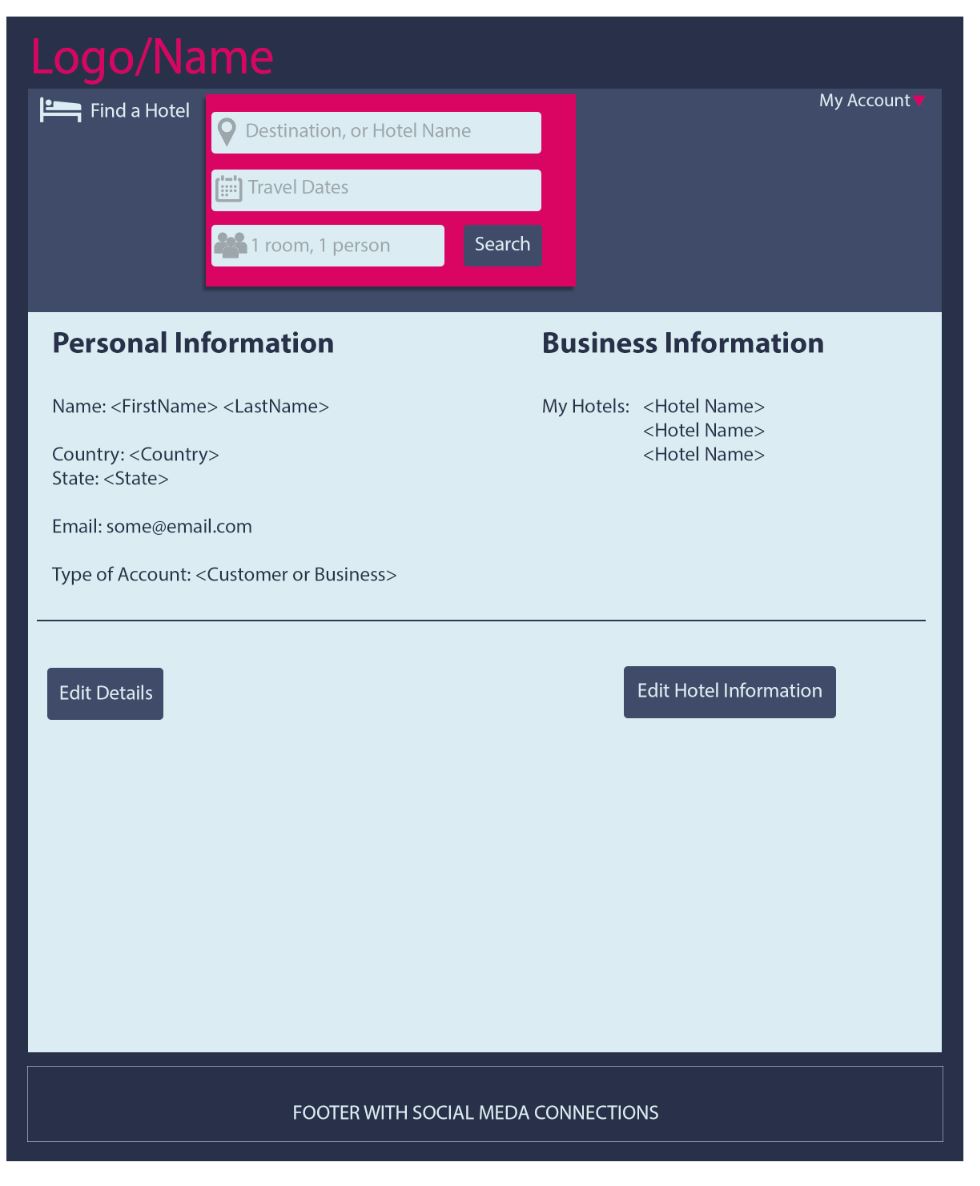 Logo/Name
Find a Hotel
Destination, or Hotel Name
Travel Dates
1 room, 1 person
Search
My Account
Personal Information
Name: <FirstName> <LastName>
Country: <Country>
State: <State>
Email: some@email.com
Type of Account: <Customer or Business>
Business Information
My Hotels: <Hotel Name>
<Hotel Name>
<Hotel Name>
Edit Details
Edit Hotel Information
FOOTER WITH SOCIAL MEDA CONNECTIONS